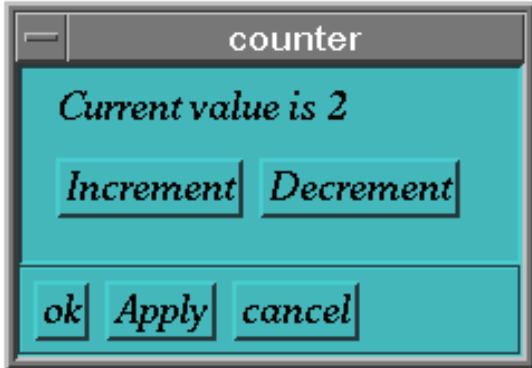 counter
Current value is 2
Increment Decrement
ok Apply cancel